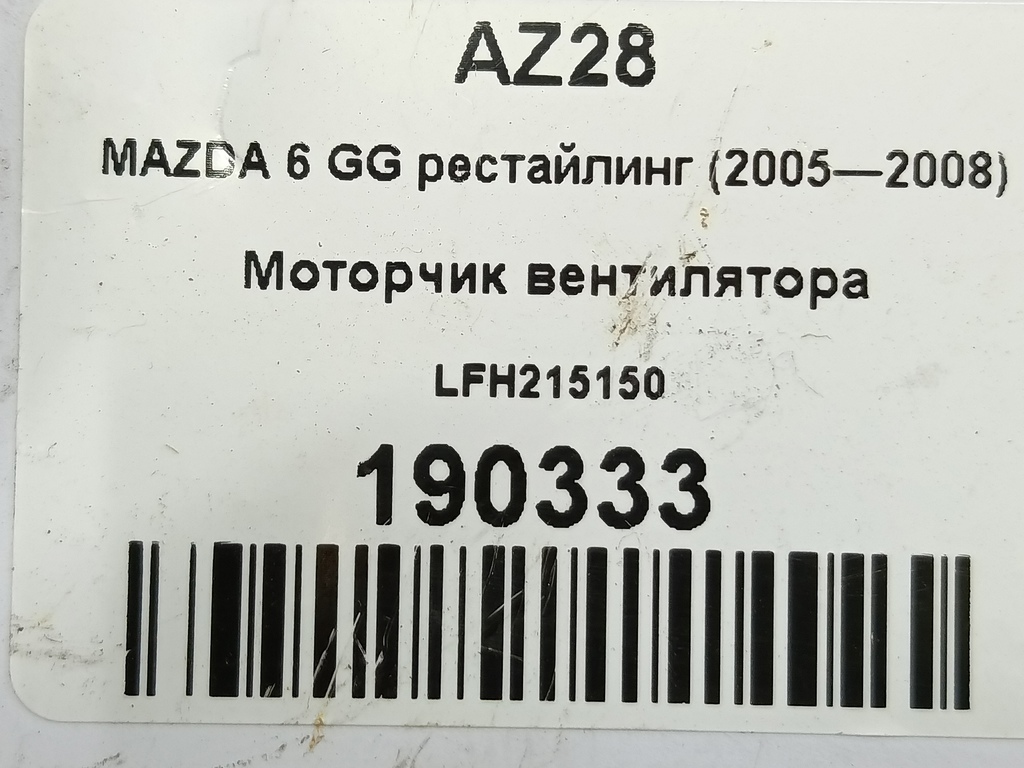 AZ28
MAZDA 6 GG рестайлинг (2005—2008)
Моторчик вентилятора
LFH215150
190333